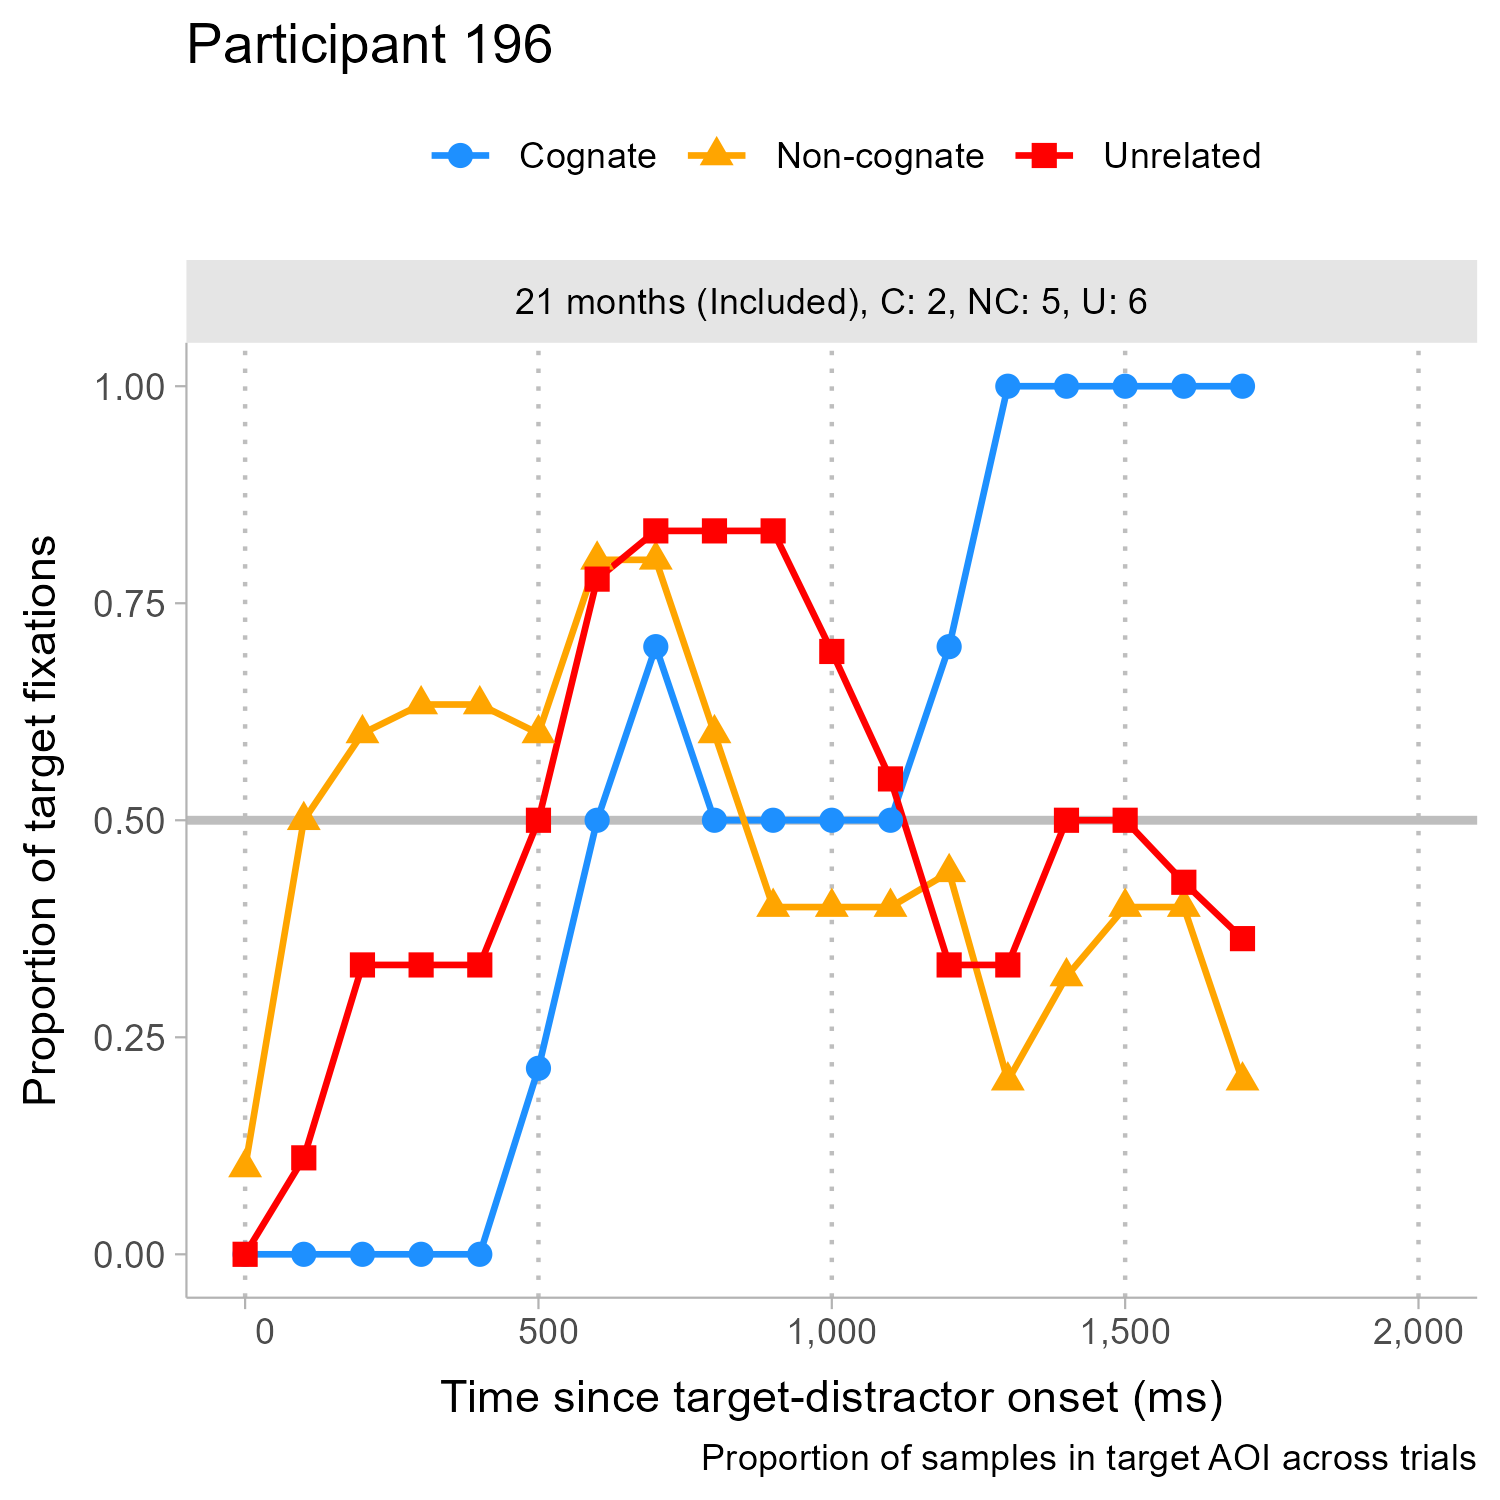 Participant 196
Cognate Non-cognate Unrelated
21 months (Included), C: 2, NC: 5, U: 6
1.00
0.75
0.50
0.25
0.00
Proportion of target fixations
0 500 1,000 1,500 2,000
Time since target-distractor onset (ms)
Proportion of samples in target AOI across trials